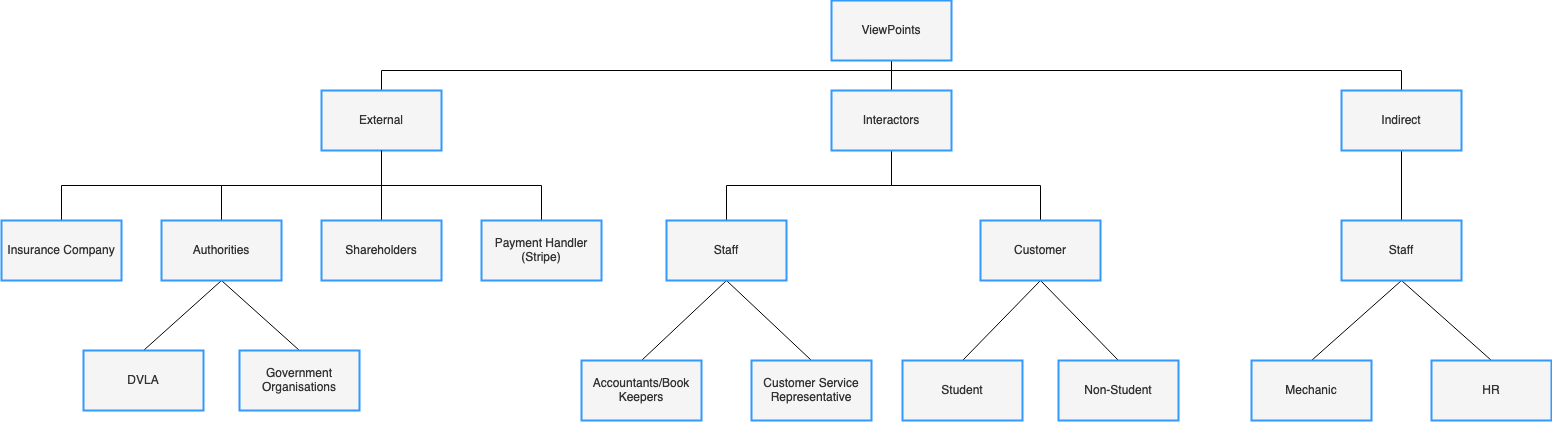 ViewPoints
External
Interactors
Indirect
Insurance Company
Authorities
Shareholders
Payment Handler
(Stripe)
Staff
Customer
Staff
DVLA
Government
Organisations
Accountants/Book
Keepers
Customer Service
Representative
Student
Non-Student
Mechanic
HR